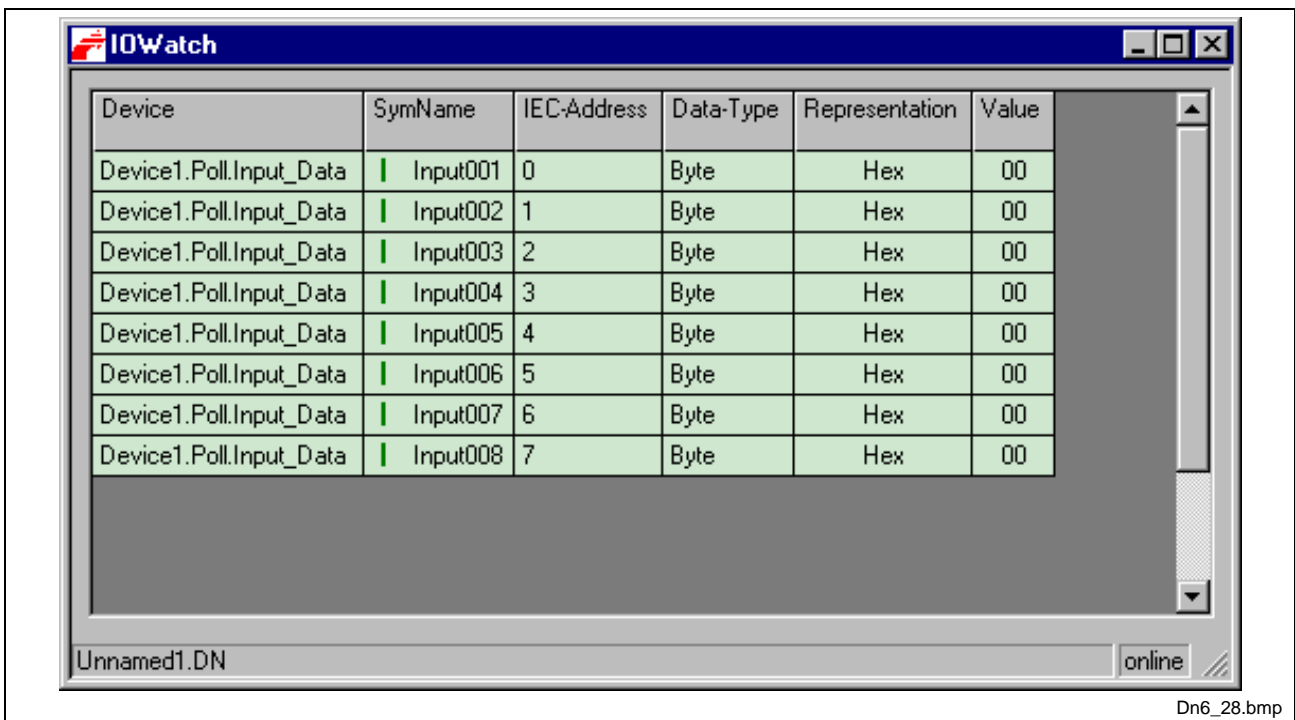 IOWatch
Device SymName IEC-Address Data-Type Representation Value
Device1.Poll.Input_Data Input001 0 Byte Hex 00
Device1.Poll.Input_Data Input002 1 Byte Hex 00
Device1.Poll.Input_Data Input003 2 Byte Hex 00
Device1.Poll.Input_Data Input004 3 Byte Hex 00
Device1.Poll.Input_Data Input005 4 Byte Hex 00
Device1.Poll.Input_Data Input006 5 Byte Hex 00
Device1.Poll.Input_Data Input007 6 Byte Hex 00
Device1.Poll.Input_Data Input008 7 Byte Hex 00
Unnamed1.DN online
Dn6_28.bmp